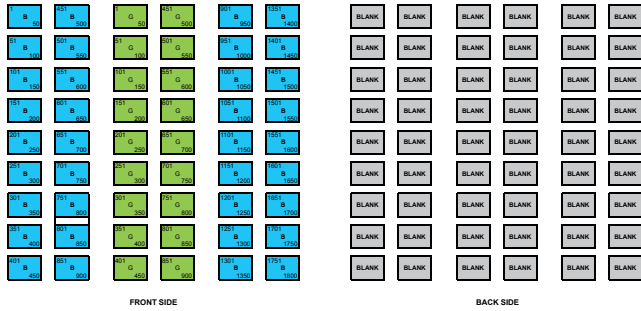 1 451 1 451 901 1351
B B G G B B BLANK BLANK BLANK BLANK BLANK BLANK
50 500 50 500 950 1400
51 501 51 501 951 1401
B B G G B B BLANK BLANK BLANK BLANK BLANK BLANK
100 550 100 550 1000 1450
101 551 101 551 1001 1451
B B G G B B BLANK BLANK BLANK BLANK BLANK BLANK
150 600 150 600 1050 1500
151 601 151 601 1051 1501
B B G G B B BLANK BLANK BLANK BLANK BLANK BLANK
200 650 200 650 1100 1550
201 651 201 651 1101 1551
B B G G B B BLANK BLANK BLANK BLANK BLANK BLANK
250 700 250 700 1150 1600
251 701 251 701 1151 1601
B B G G B B BLANK BLANK BLANK BLANK BLANK BLANK
300 750 300 750 1200 1650
301 751 301 751 1201 1651
B B G G B B BLANK BLANK BLANK BLANK BLANK BLANK
350 800 350 800 1250 1700
351 801 351 801 1251 1701
B B G G B B BLANK BLANK BLANK BLANK BLANK BLANK
400 850 400 850 1300 1750
401 851 401 851 1301 1751
B B G G B B BLANK BLANK BLANK BLANK BLANK BLANK
450 900 450 900 1350 1800
FRONT SIDE BACK SIDE